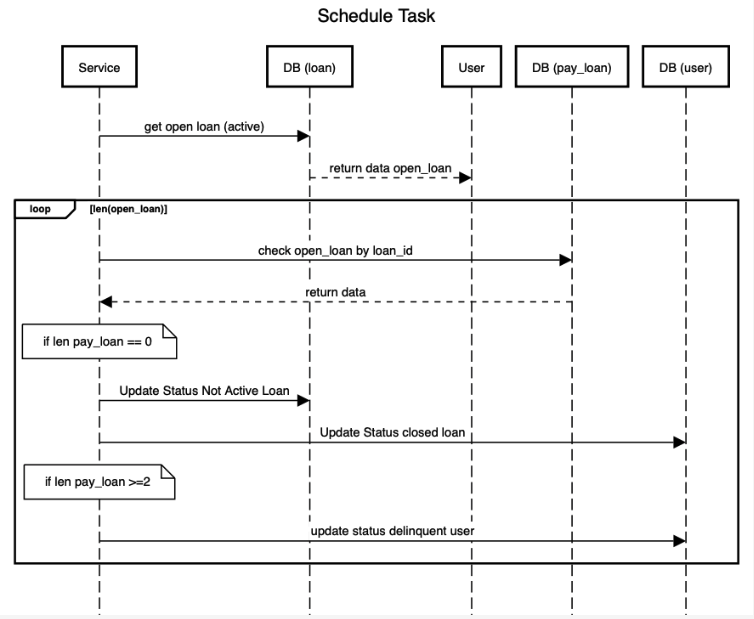 Schedule Task
Service
DB (loan)
User
DB (pay_loan)
DB (user)
get open loan (active)
return data open_loan
loop
[len(open_loan)]
check open_loan by loan_id
return data
if len pay_loan == 0
Update Status Not Active Loan
Update Status closed loan
if len pay_loan >=2
update status delinquent user